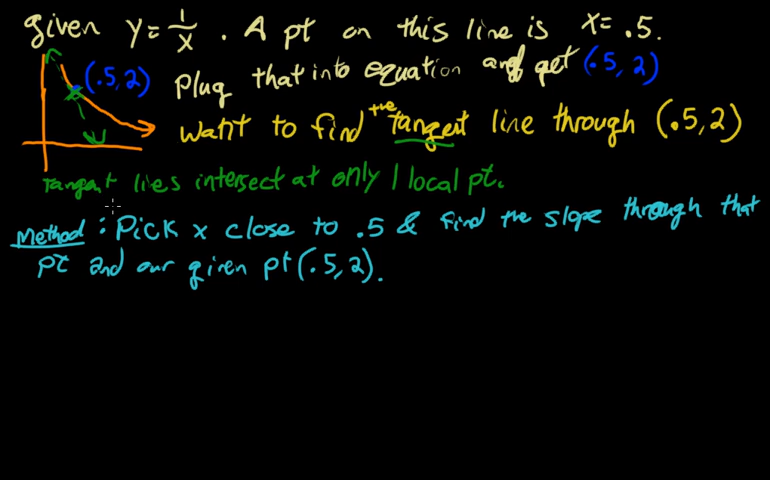 given y = 1/x . A pt on this line is x = .5.
(.5, 2) Plug that into equation and get (.5, 2)
want to find the tangent line through (.5, 2)
Tangent lies intersect at only 1 local pt.
Method : Pick x close to .5 & find the slope through that
pt and our given pt (.5, 2).